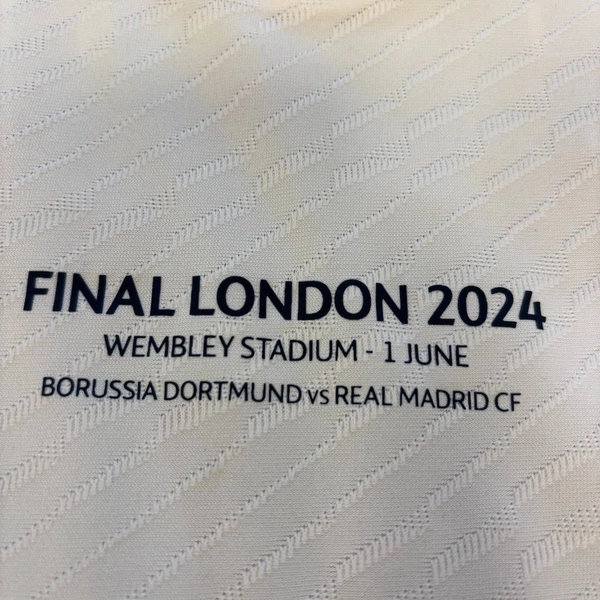 FINAL LONDON 2024
WEMBLEY STADIUM - 1 JUNE
BORUSSIA DORTMUND vs REAL MADRID CF